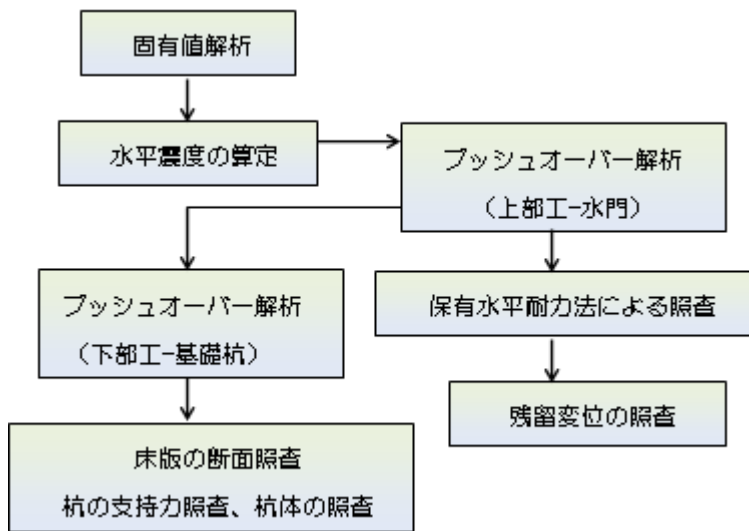 固有値解析
水平震度の算定
プッシュオーバー解析
（上部工-水門）
プッシュオーバー解析
（下部工-基礎杭）
保有水平耐力法による照査
残留変位の照査
床版の断面照査
杭の支持力照査、杭体の照査